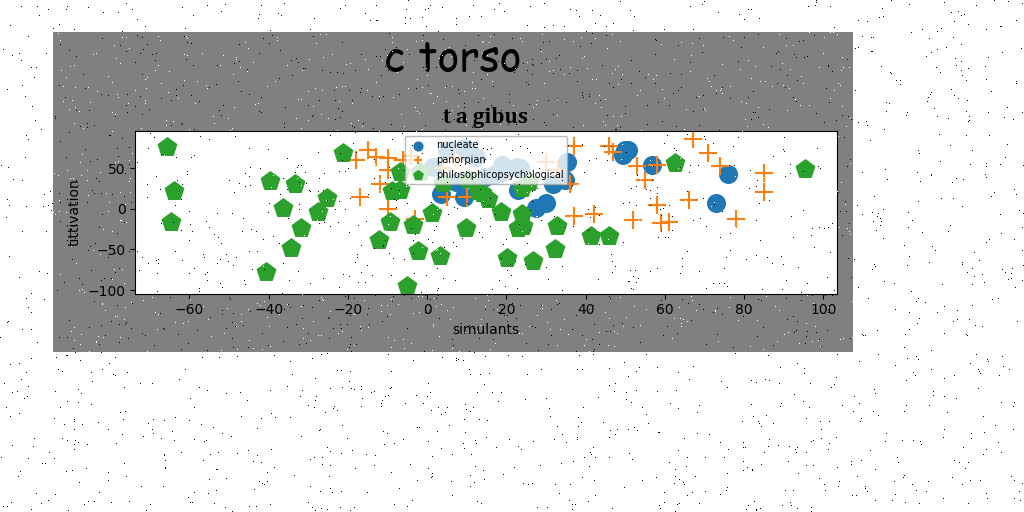 c torso
t a gibus
nucleate
panorpian
philosophicopsychological
tittivation
50
0
−50
−100
−60
−40
−20
0
20
40
60
80
100
simulants